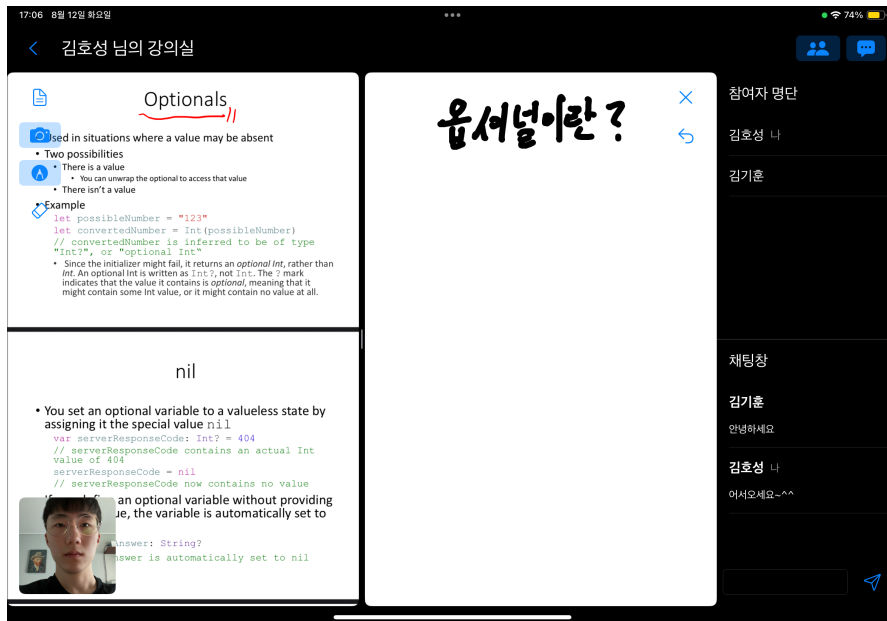 17:06 8월 12일 화요일
74%
김호성 님의 강의실
Optionals
Used in situations where a value may be absent
• Two possibilities
• There is a value
• You can unwrap the optional to access that value
• There isn't a value
• Example
let possibleNumber = "123"
let convertedNumber = Int(possibleNumber)
// convertedNumber is inferred to be of type
"Int?", or "optional Int"
• Since the initializer might fail, it returns an optional Int, rather than
Int. An optional Int is written as Int?, not Int. The ? mark
indicates that the value it contains is optional, meaning that it
might contain some Int value, or it might contain no value at all.
nil
• You set an optional variable to a valueless state by
assigning it the special value nil
var serverResponseCode: Int? = 404
// serverResponseCode contains an actual Int
value of 404
serverResponseCode = nil
// serverResponseCode now contains no value
an optional variable without providing
the variable is automatically set to
Answer: String?
is automatically set to nil
옵셔널이란?
참여자 명단
김호성 나
김기훈
채팅창
김기훈
안녕하세요
김호성 나
어서오세요~^^